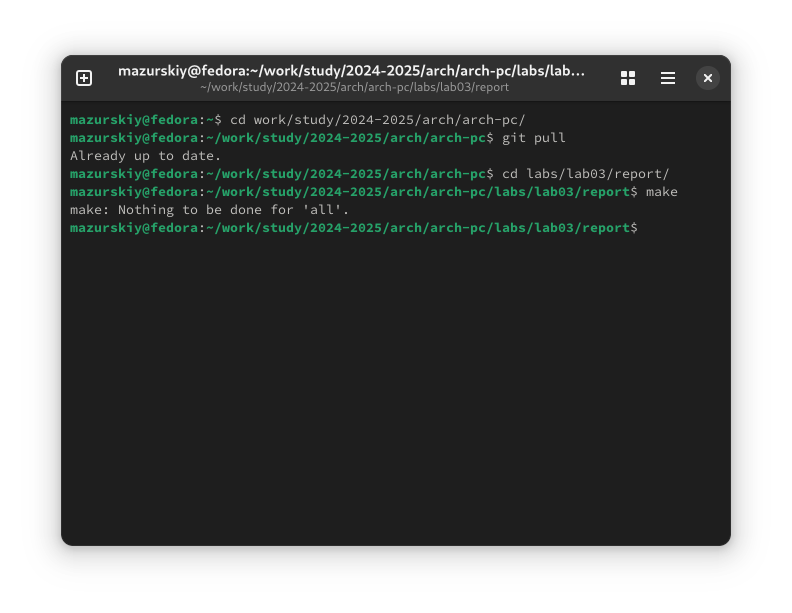 mazurskiy@fedora:~/work/study/2024-2025/arch/arch-pc/labs/lab...
~/work/study/2024-2025/arch/arch-pc/labs/lab03/report
mazurskiy@fedora:~$ cd work/study/2024-2025/arch/arch-pc/
mazurskiy@fedora:~/work/study/2024-2025/arch/arch-pc$ git pull
Already up to date.
mazurskiy@fedora:~/work/study/2024-2025/arch/arch-pc$ cd labs/lab03/report/
mazurskiy@fedora:~/work/study/2024-2025/arch/arch-pc/labs/lab03/report$ make
make: Nothing to be done for 'all'.
mazurskiy@fedora:~/work/study/2024-2025/arch/arch-pc/labs/lab03/report$